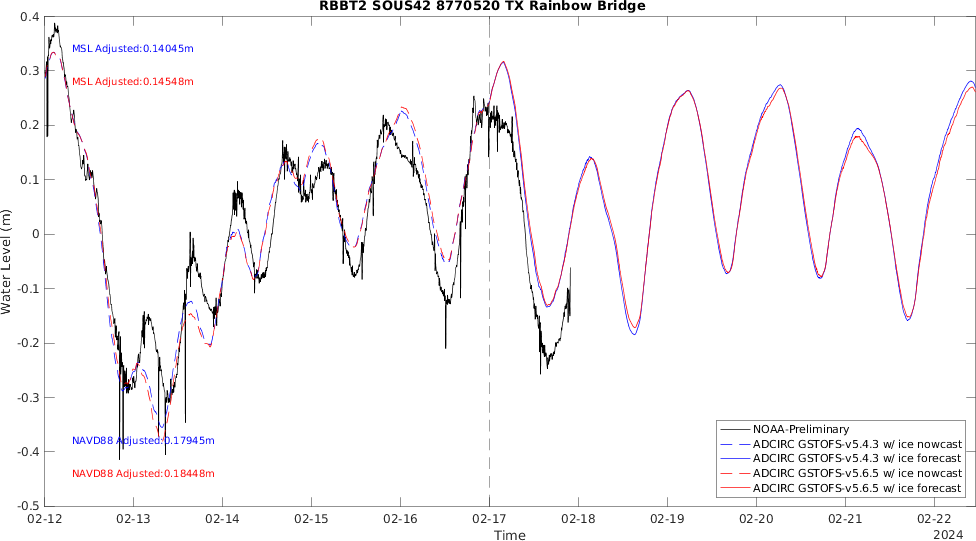 RBBT2 SOUS42 8770520 TX Rainbow Bridge
0.4
0.3
0.2
0.1
0
-0.1
-0.2
-0.3
-0.4
-0.5
Water Level (m)
MSL Adjusted:0.14045m
MSL Adjusted:0.14548m
NAVD88 Adjusted:0.17945m
NAVD88 Adjusted:0.18448m
NOAA-Preliminary
ADCIRC GSTOFS-v5.4.3 w/ ice nowcast
ADCIRC GSTOFS-v5.4.3 w/ ice forecast
ADCIRC GSTOFS-v5.6.5 w/ ice nowcast
ADCIRC GSTOFS-v5.6.5 w/ ice forecast
02-12 02-13 02-14 02-15 02-16 02-17 02-18 02-19 02-20 02-21 02-22
Time
2024